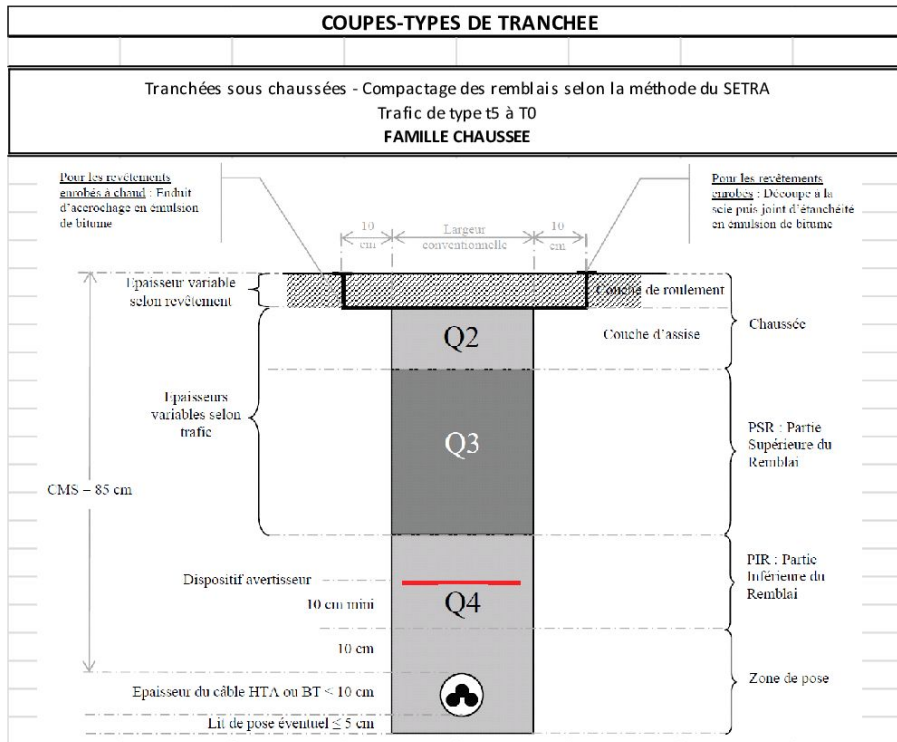 COUPES-TYPES DE TRANCHEE
Tranchées sous chaussées - Compactage des remblais selon la méthode du SETRA
Trafic de type t5 à T0
FAMILLE CHAUSSEE
Pour les revêtements
enrobés à chaud : Enduit
d'accrochage en émulsion
de bitume
Pour les revêtements
enrobes : Découpe à la
scie puis joint d'étanchéité
en émulsion de bitume
10
cm
Largeur
conventionnelle
10
cm
Epaisseur variable
selon revêtement
Couche de roulement
Chaussée
Q2
Couche d'assise
Epaisseurs
variables selon
trafic
Q3
PSR : Partie
Supérieure du
Remblai
CMS = 85 cm
Dispositif avertisseur
10 cm mini
Q4
PIR : Partie
Inférieure du
Remblai
10 cm
Epaisseur du câble HTA ou BT < 10 cm
Zone de pose
Lit de pose éventuel ≤ 5 cm